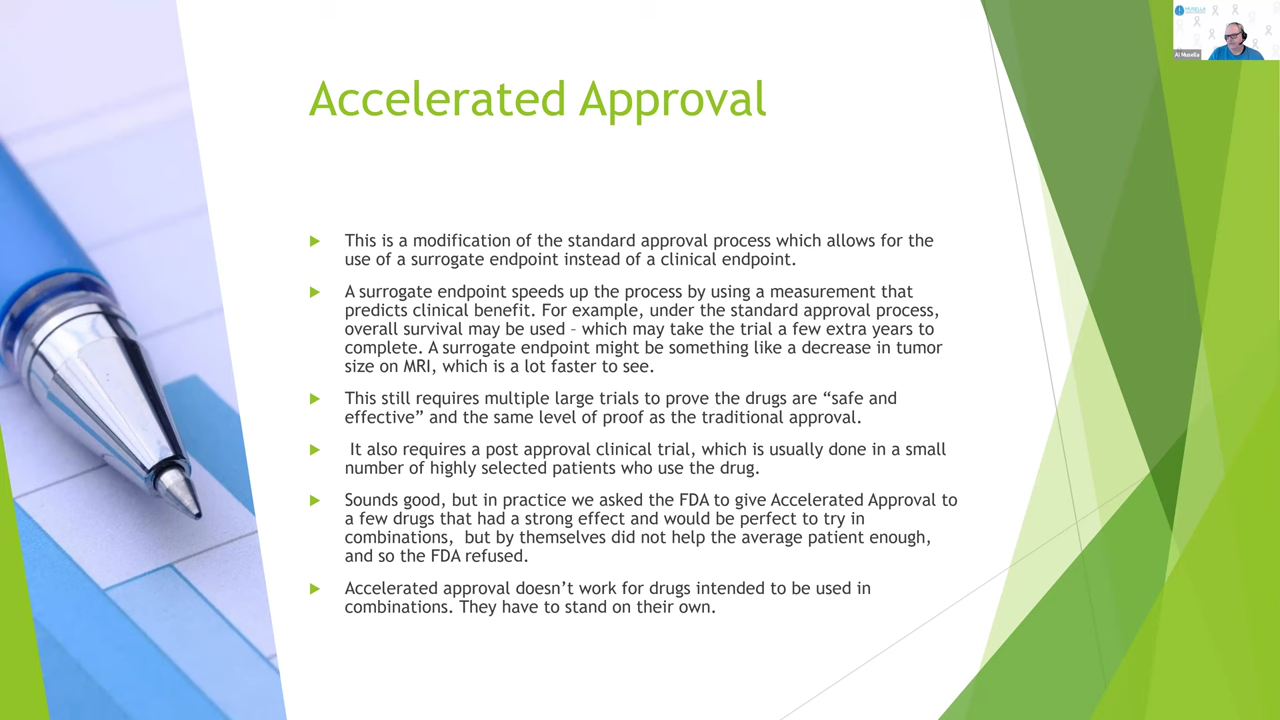 Accelerated Approval
This is a modification of the standard approval process which allows for the
use of a surrogate endpoint instead of a clinical endpoint.
A surrogate endpoint speeds up the process by using a measurement that
predicts clinical benefit. For example, under the standard approval process,
overall survival may be used – which may take the trial a few extra years to
complete. A surrogate endpoint might be something like a decrease in tumor
size on MRI, which is a lot faster to see.
This still requires multiple large trials to prove the drugs are “safe and
effective” and the same level of proof as the traditional approval.
It also requires a post approval clinical trial, which is usually done in a small
number of highly selected patients who use the drug.
Sounds good, but in practice we asked the FDA to give Accelerated Approval to
a few drugs that had a strong effect and would be perfect to try in
combinations, but by themselves did not help the average patient enough,
and so the FDA refused.
Accelerated approval doesn’t work for drugs intended to be used in
combinations. They have to stand on their own.
MUSELLA
Al Musella